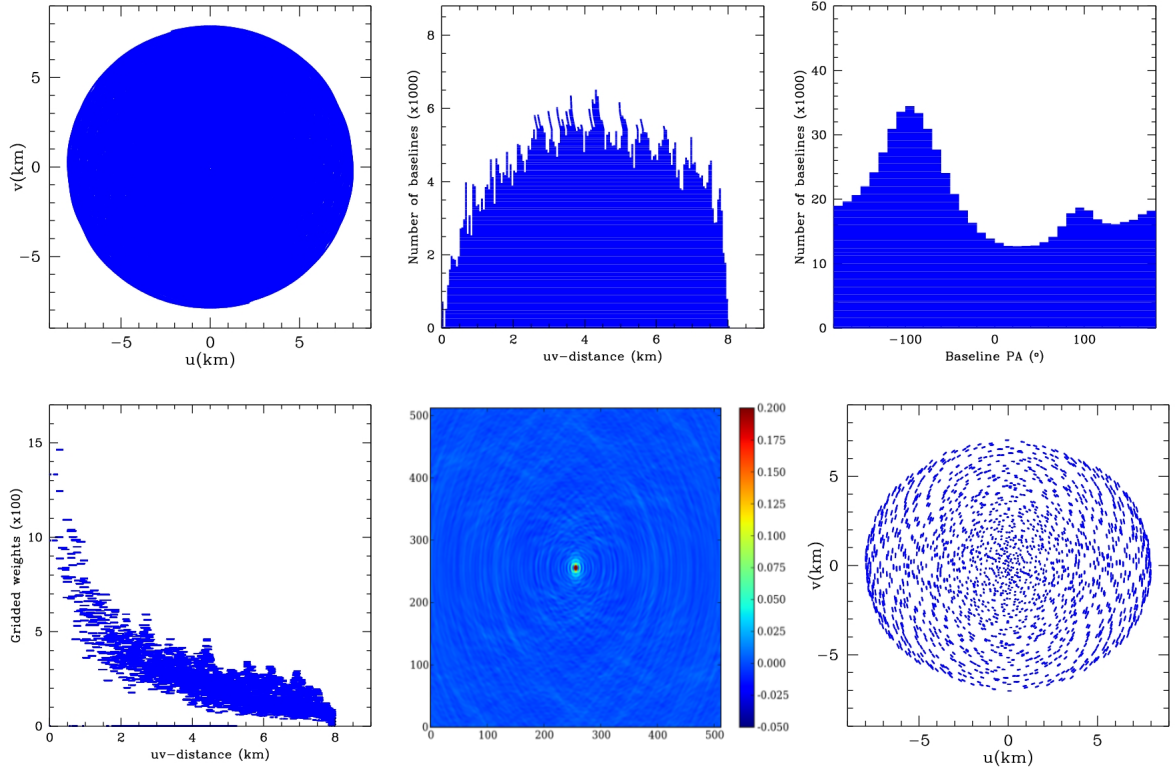 5
0
−5
v(km)
−5 0 5
u(km)
8
6
4
2
0
Number of baselines (x1000)
0 2 4 6 8
uv−distance (km)
50
40
30
20
10
0
Number of baselines (x1000)
−100 0 100
Baseline PA (°)
15
10
5
0
Gridded weights (x100)
0 2 4 6 8
uv−distance (km)
500
400
300
200
100
0
0 100 200 300 400 500
0.200
0.175
0.150
0.125
0.100
0.075
0.050
0.025
0.000
-0.025
-0.050
5
0
−5
v(km)
−5 0 5
u(km)